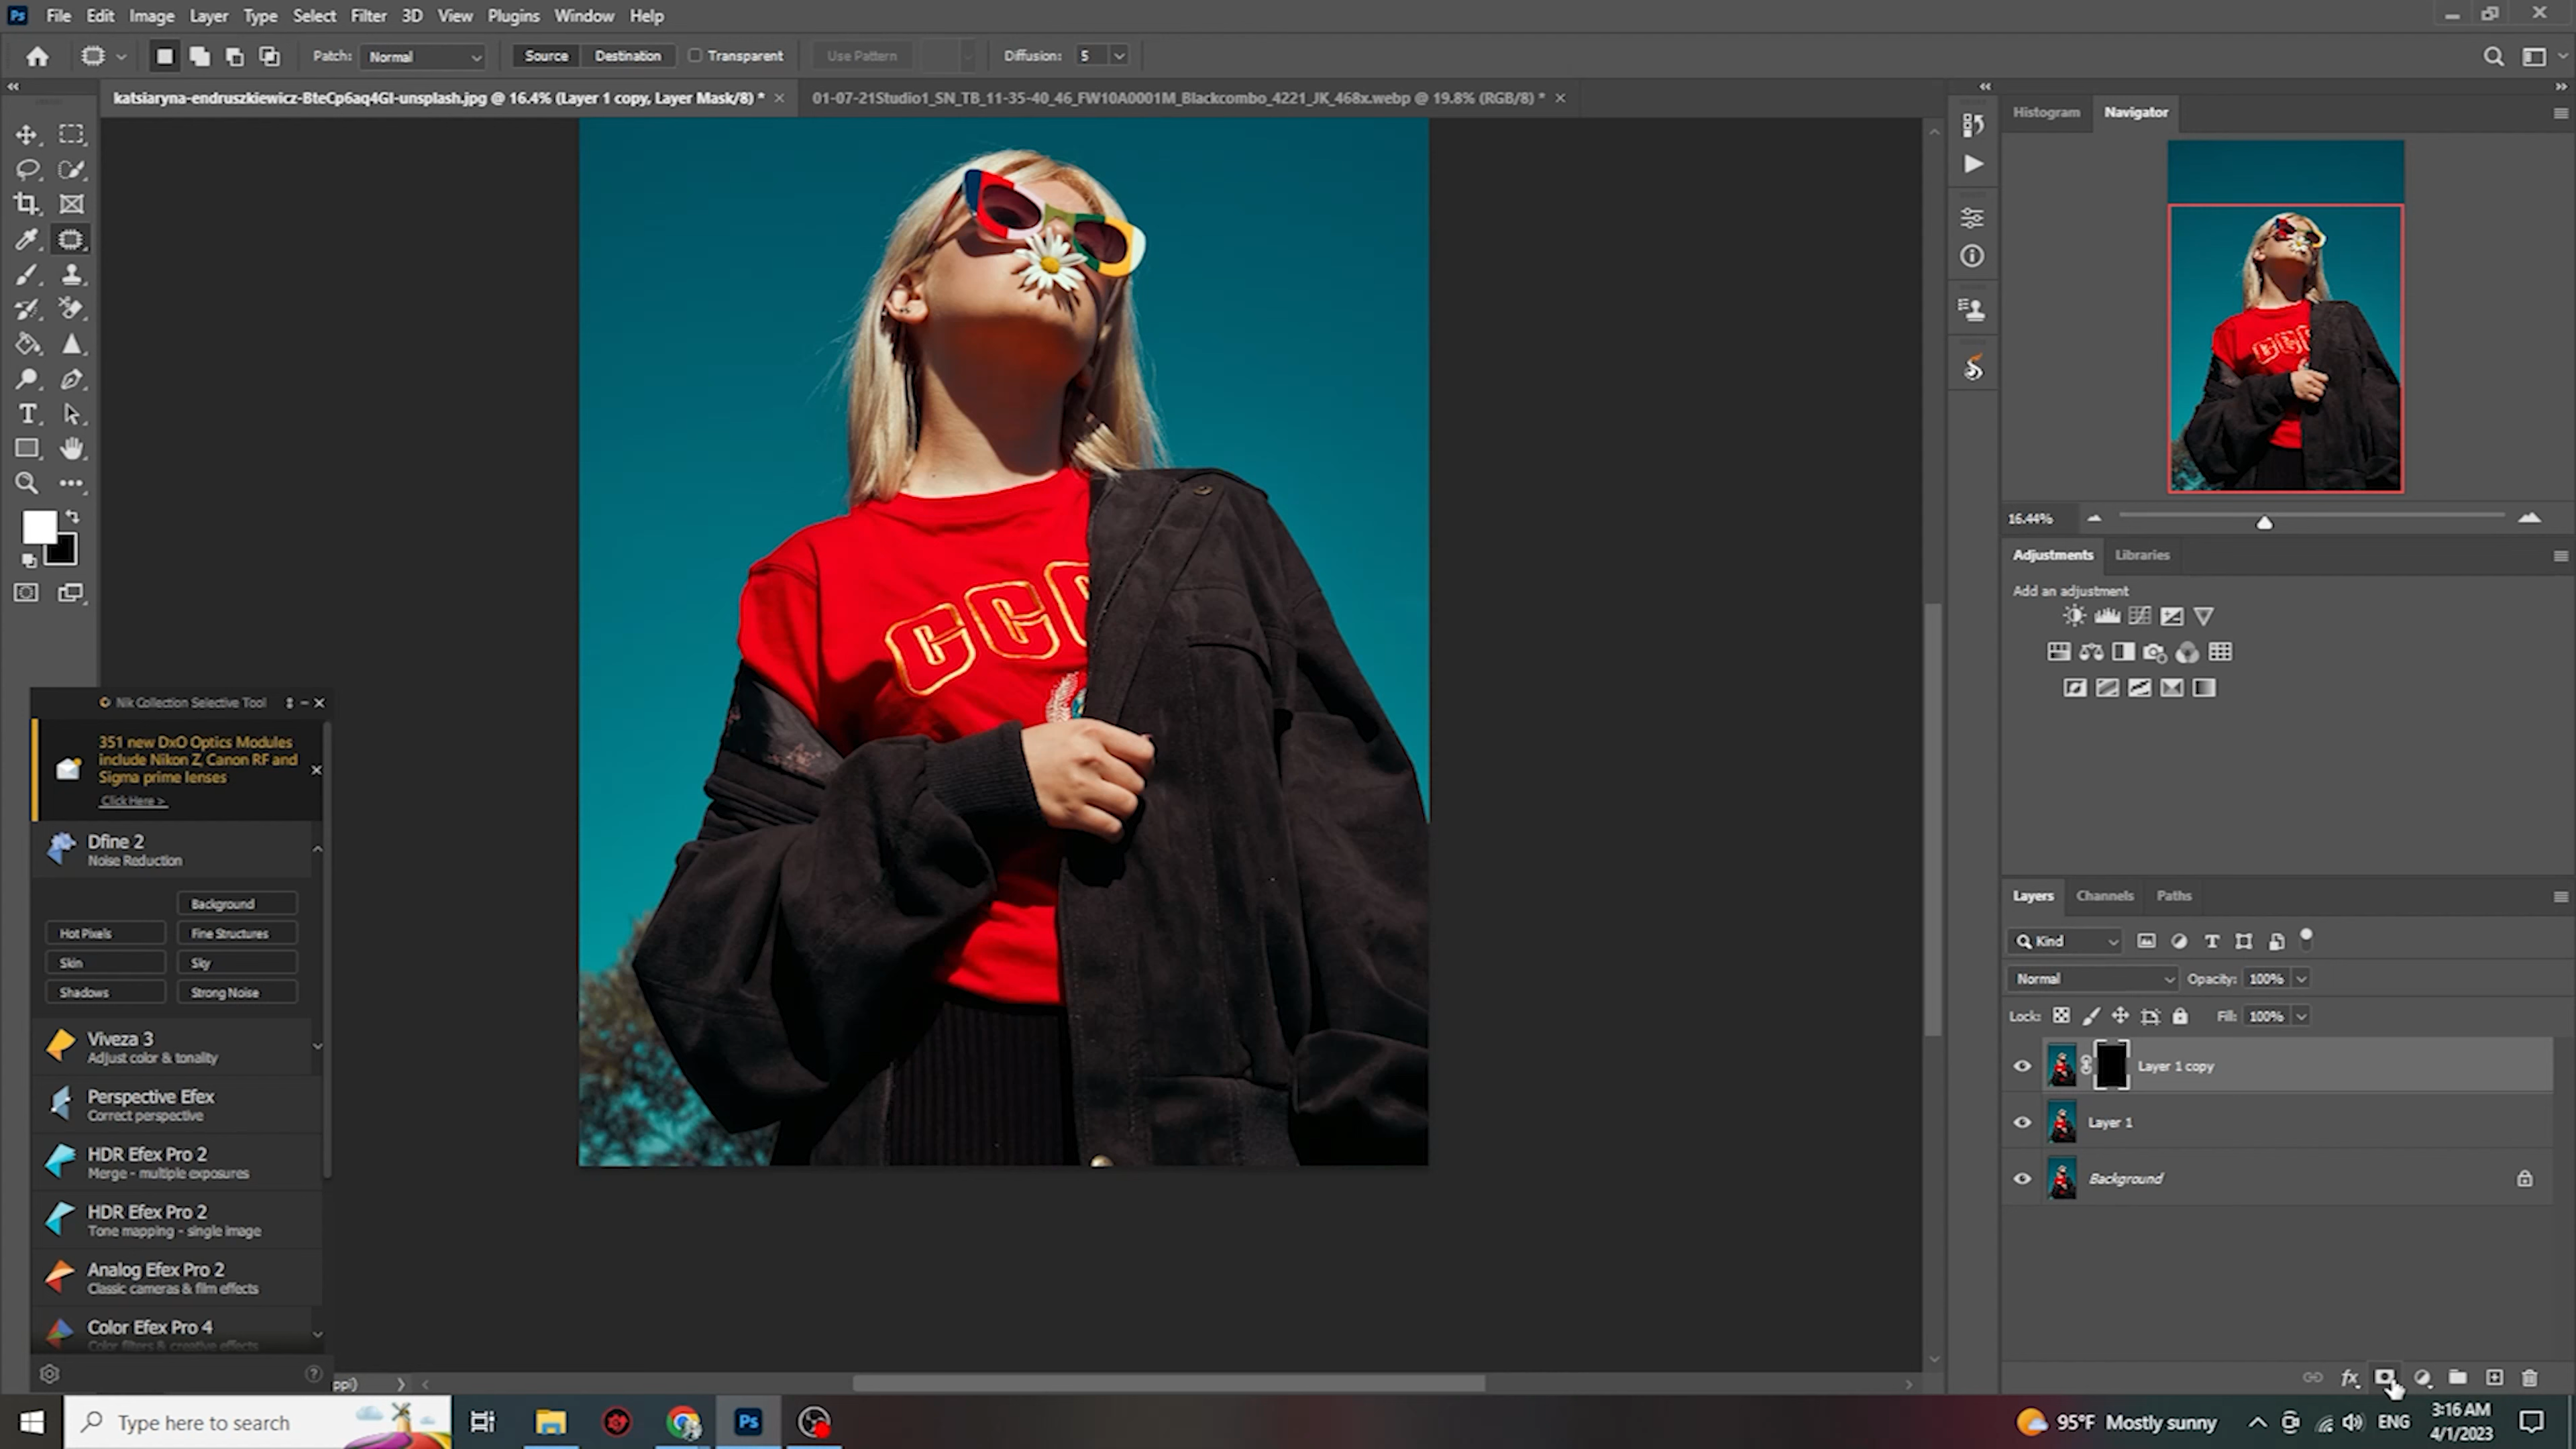 Ps File Edit Image Layer Type Select Filter 3D View Plugins Window Help
Patch: Normal Source Destination Transparent Use Pattern Diffusion: 5
katsiaryna-endruszkiewicz-BteCp6aq4GI-unsplash.jpg @ 16.4% (Layer 1 copy, Layer Mask/8) *
01-07-21Studio1_SN_TB_11-35-40_46_FW10A0001M_Blackcombo_4221_JK_468x.webp @ 19.8% (RGB/8) *
Histogram Navigator
16.44%
Adjustments Libraries
Add an adjustment
Nik Collection Selective Tool
351 new DxO Optics Modules
include Nikon Z, Canon RF and
Sigma prime lenses
Click Here >
Dfine 2
Noise Reduction
Background
Hot Pixels Fine Structures
Skin Sky
Shadows Strong Noise
Viveza 3
Adjust color & tonality
Perspective Efex
Correct perspective
HDR Efex Pro 2
Merge - multiple exposures
HDR Efex Pro 2
Tone mapping - single image
Analog Efex Pro 2
Classic cameras & film effects
Color Efex Pro 4
Color filters & creative effects
Layers Channels Paths
Kind
Normal Opacity: 100%
Lock: Fill: 100%
Layer 1 copy
Layer 1
Background
fx
ppi)
Type here to search
Ps
95°F Mostly sunny
ENG
3:16 AM
4/1/2023